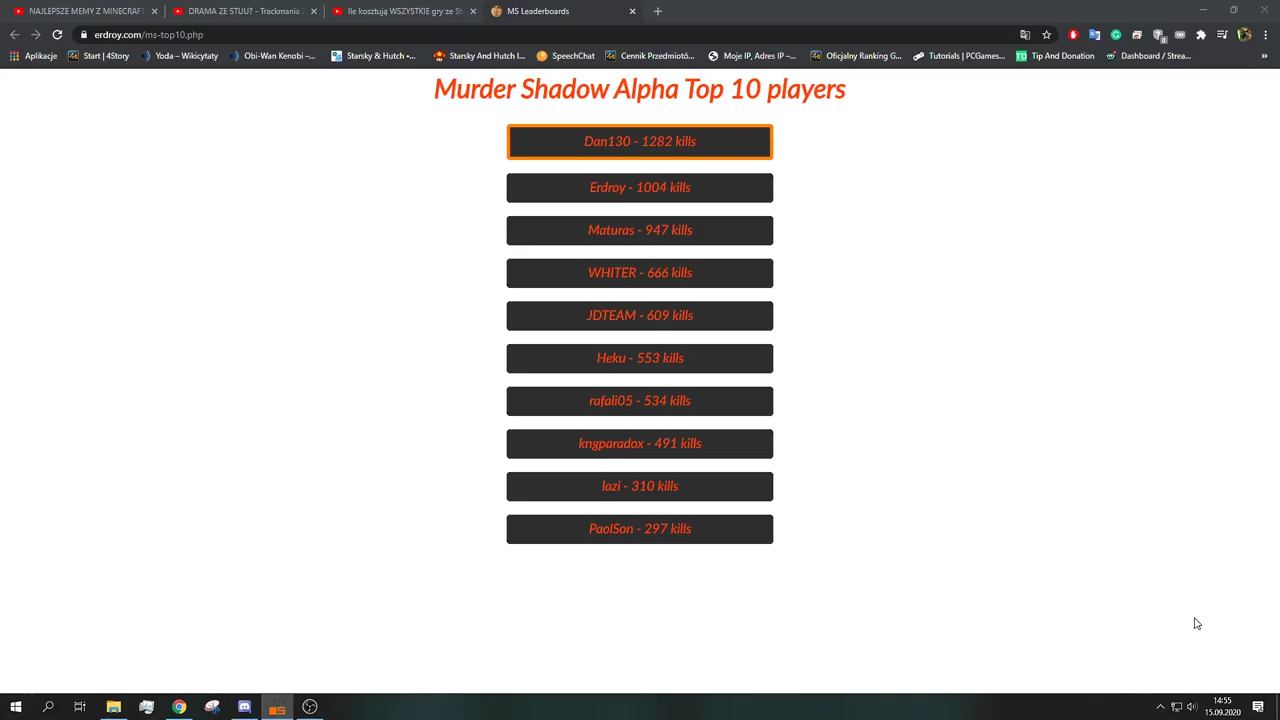 NAJLEPSZE MEMY Z MINECRAFT
DRAMA ZE STU? - Trackmania 2
Ile kosztują WSZYSTKIE gry ze St
MS Leaderboards
erdroy.com/ms-top10.php
Aplikacje
Start | 4Story
Yoda – Wikicytaty
Obi-Wan Kenobi –...
Starsky & Hutch •...
Starsky And Hutch I...
SpeechChat
Cennik Przedmiotó...
Moje IP, Adres IP –...
Oficjalny Ranking G...
Tutorials | PCGames...
Tip And Donation
Dashboard / Strea...
Murder Shadow Alpha Top 10 players
Dan130 - 1282 kills
Erdroy - 1004 kills
Maturas - 947 kills
WHITER - 666 kills
JDTEAM - 609 kills
Heku - 553 kills
rafali05 - 534 kills
kngparadox - 491 kills
lazi - 310 kills
PaolSon - 297 kills
14:55
15.09.2020